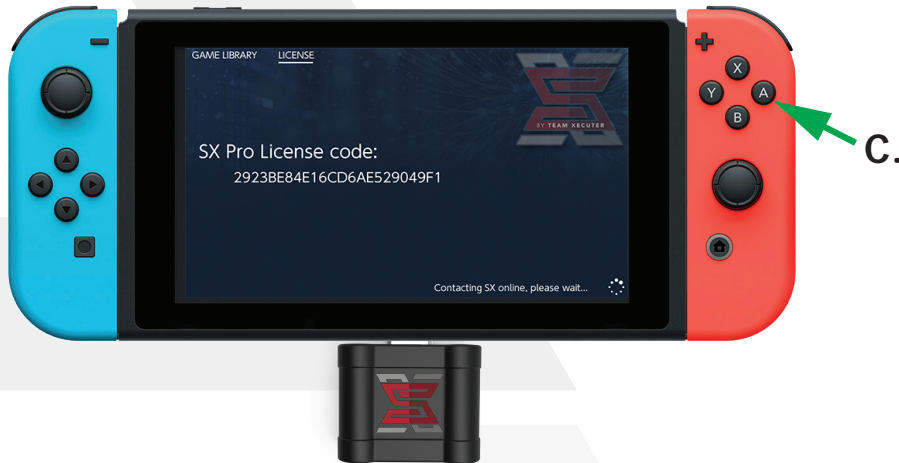 GAME LIBRARY LICENSE
BY TEAM XECUTER
SX Pro License code:
2923BE84E16CD6AE529049F1
Contacting SX online, please wait...
X
Y A
B
C.